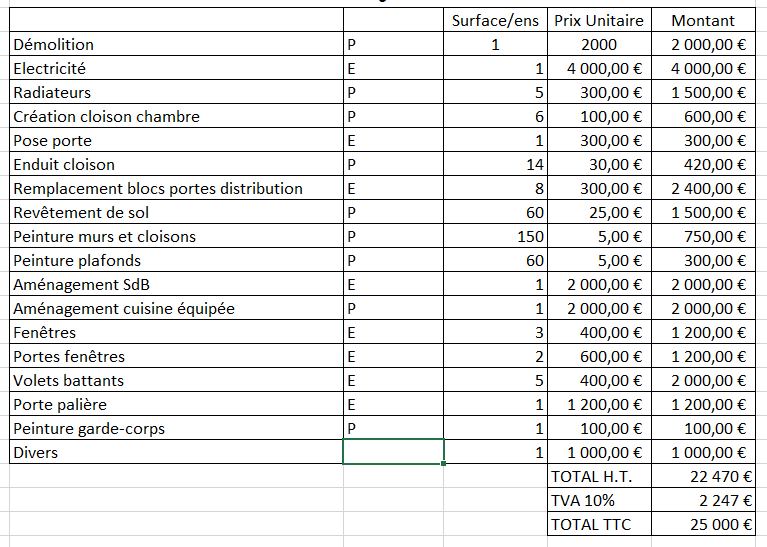 Surface/ens Prix Unitaire Montant
Démolition P 1 2000 2 000,00 €
Electricité E 1 4 000,00 € 4 000,00 €
Radiateurs P 5 300,00 € 1 500,00 €
Création cloison chambre P 6 100,00 € 600,00 €
Pose porte E 1 300,00 € 300,00 €
Enduit cloison P 14 30,00 € 420,00 €
Remplacement blocs portes distribution E 8 300,00 € 2 400,00 €
Revêtement de sol P 60 25,00 € 1 500,00 €
Peinture murs et cloisons P 150 5,00 € 750,00 €
Peinture plafonds P 60 5,00 € 300,00 €
Aménagement SdB E 1 2 000,00 € 2 000,00 €
Aménagement cuisine équipée P 1 2 000,00 € 2 000,00 €
Fenêtres E 3 400,00 € 1 200,00 €
Portes fenêtres E 2 600,00 € 1 200,00 €
Volets battants E 5 400,00 € 2 000,00 €
Porte palière E 1 1 200,00 € 1 200,00 €
Peinture garde-corps P 1 100,00 € 100,00 €
Divers 1 1 000,00 € 1 000,00 €
TOTAL H.T. 22 470 €
TVA 10% 2 247 €
TOTAL TTC 25 000 €